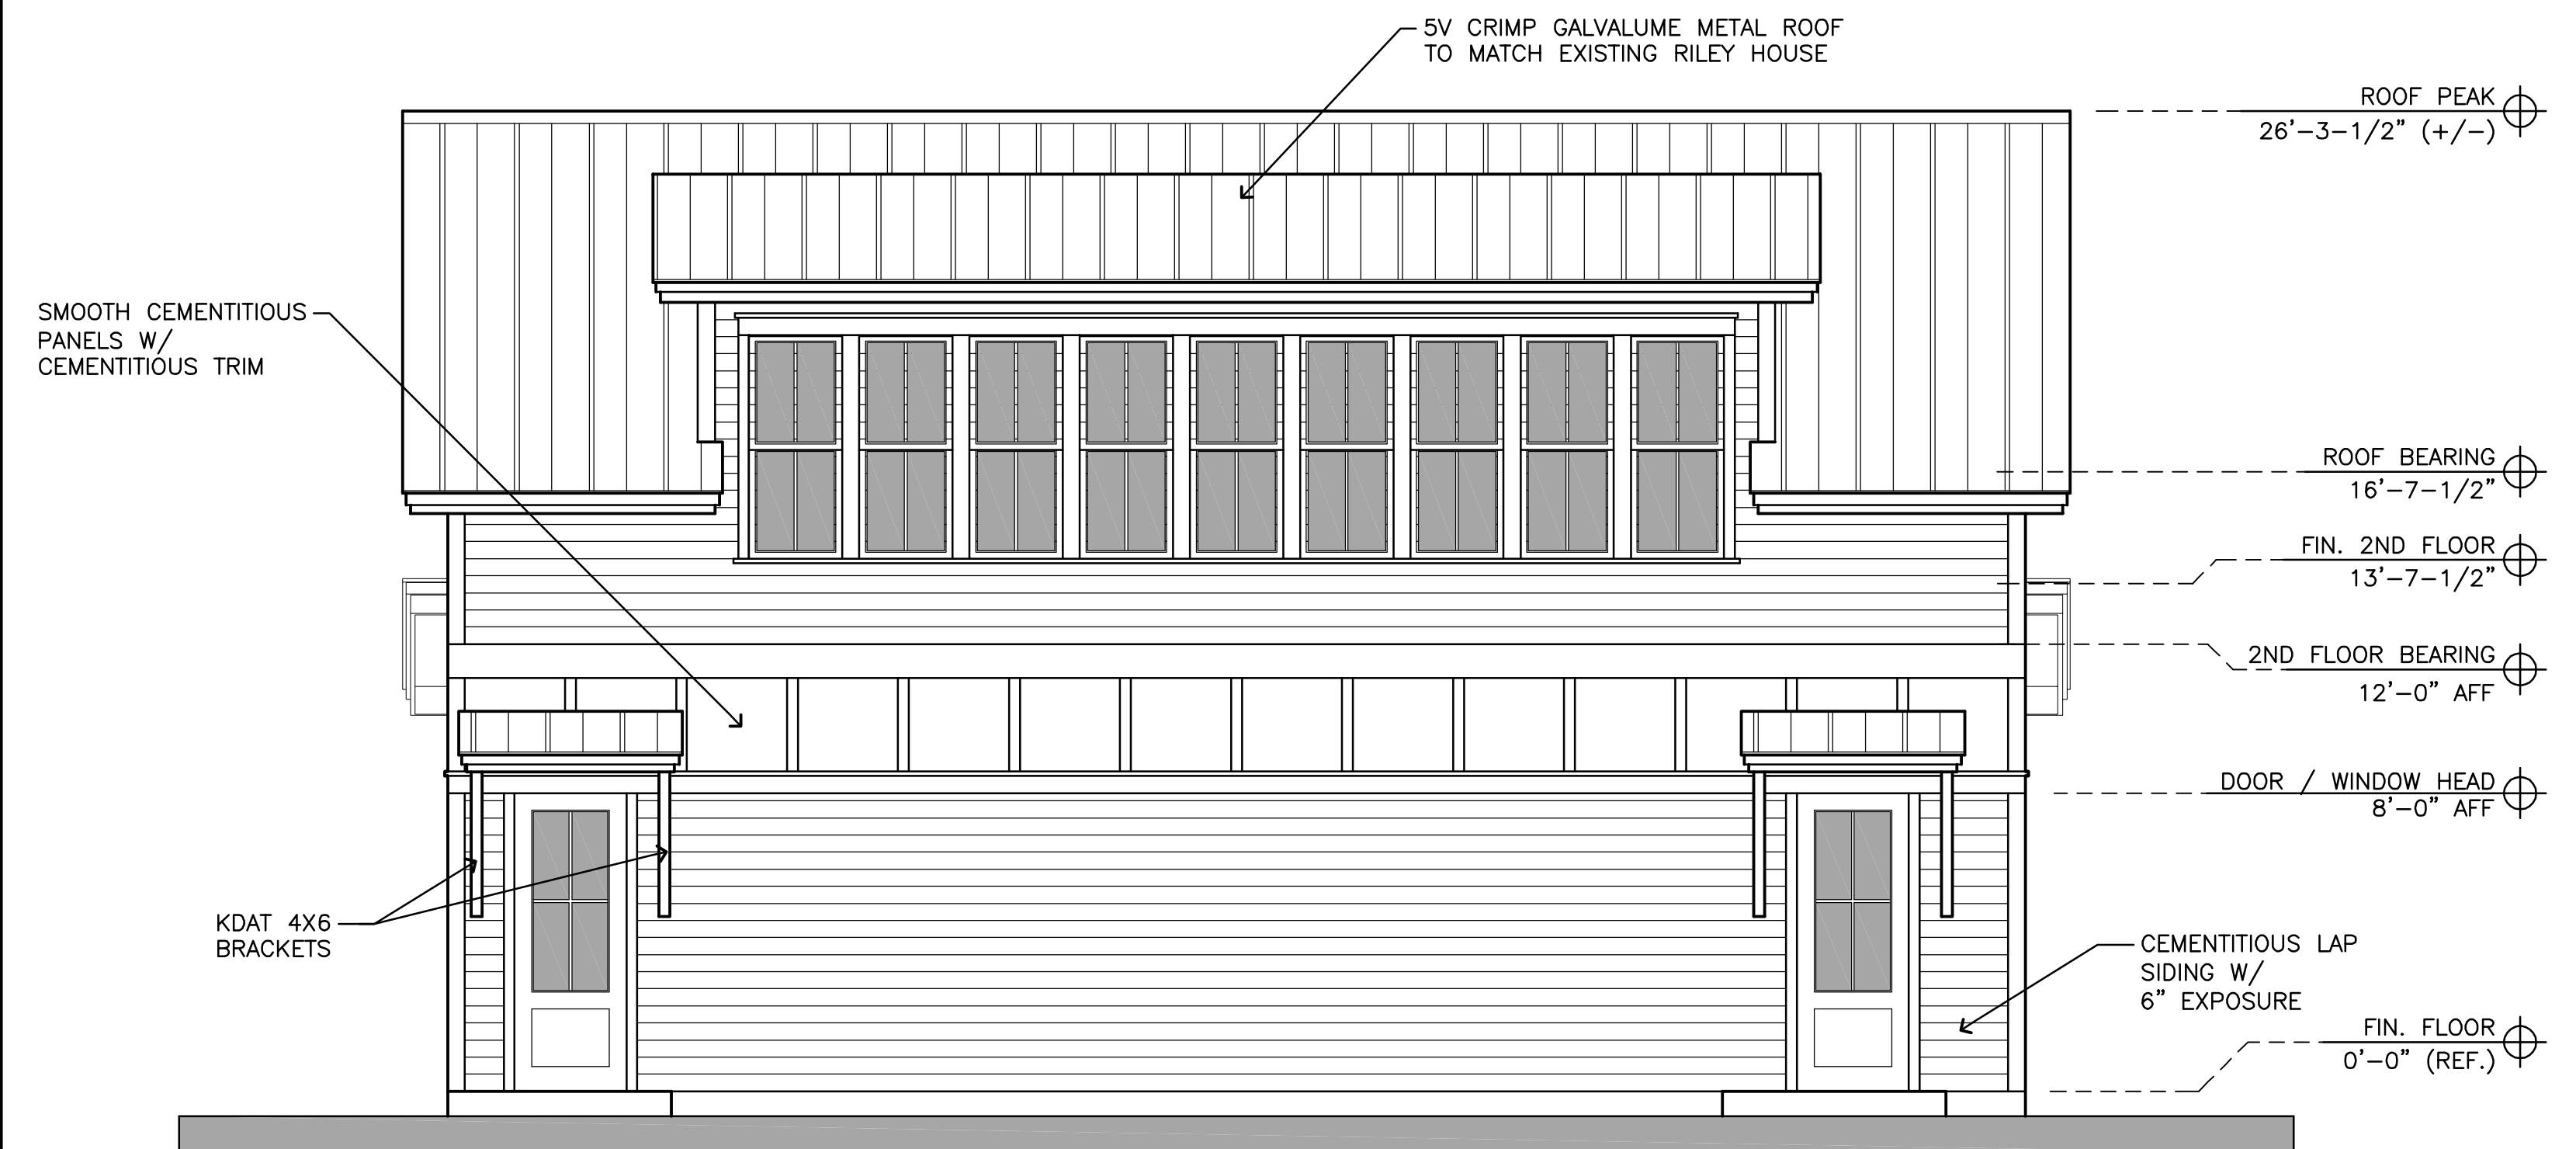 5V CRIMP GALVALUME METAL ROOF
TO MATCH EXISTING RILEY HOUSE
ROOF PEAK
26'-3-1/2" (+/-)
SMOOTH CEMENTITIOUS
PANELS W/
CEMENTITIOUS TRIM
ROOF BEARING
16'-7-1/2"
FIN. 2ND FLOOR
13'-7-1/2"
2ND FLOOR BEARING
12'-0" AFF
DOOR / WINDOW HEAD
8'-0" AFF
KDAT 4X6
BRACKETS
CEMENTITIOUS LAP
SIDING W/
6" EXPOSURE
FIN. FLOOR
0'-0" (REF.)